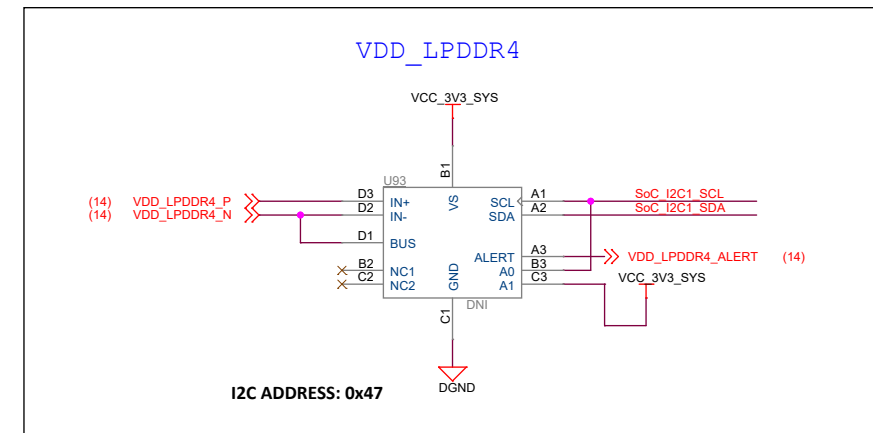 VDD_LPDDR4
VCC_3V3_SYS
B1
U93
(14) VDD_LPDDR4_P D3 IN+ VS SCL A1 SoC_I2C1_SCL
(14) VDD_LPDDR4_N D2 IN- SDA A2 SoC_I2C1_SDA
D1 BUS
ALERT A3 VDD_LPDDR4_ALERT (14)
B2 NC1 A0 B3
C2 NC2 GND A1 C3 VCC_3V3_SYS
DNI
C1
DGND
I2C ADDRESS: 0x47